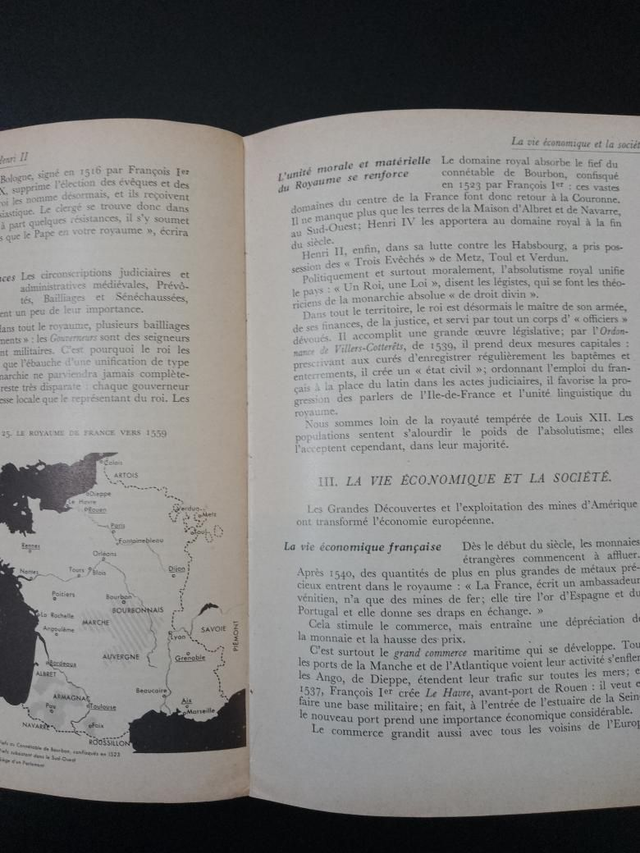 Henri II
Bologne, signé en 1516 par François Ier
X, supprime l'élection des évêques et des
roi les nomme désormais, et ils reçoivent
siastique. Le clergé se trouve donc dans
à part quelques résistances, il s'y soumet
s que le Pape en votre royaume », écrira
nces Les circonscriptions judiciaires et
administratives médiévales, Prévô-
tés, Bailliages et Sénéchaussées,
ent un peu de leur importance.
dans tout le royaume, plusieurs bailliages
ements » : les Gouverneurs sont des seigneurs
ent militaires. C'est pourquoi le roi les
que l'ébauche d'une unification de type
narchie ne parviendra jamais complète-
reste très disparate : chaque gouverneur
esse locale que le représentant du roi. Les
25. LE ROYAUME DE FRANCE VERS 1559
Calais
ARTOIS
Dieppe
Le Havre
Rouen
Verdun
Metz
Toul
Paris
Fontainebleau
Rennes
Orléans
Nantes
Tours
Blois
Dijon
Poitiers
Bourbon
BOURBONNAIS
La Rochelle
MARCHE
Angoulême
Lyon
SAVOIE
PIÉMONT
AUVERGNE
Grenoble
Bordeaux
ALBRET
Beaucaire
ARMAGNAC
Aix
Pau
Toulouse
Marseille
NAVARRE
Foix
ROUSSILLON
Fiefs du Connétable de Bourbon, confisqués en 1523
Fiefs subsistant dans le Sud-Ouest
Siège d'un Parlement
La vie économique et la société
L'unité morale et matérielle
du Royaume se renforce
Le domaine royal absorbe le fief du
connétable de Bourbon, confisqué
en 1523 par François Ier : ces vastes
domaines du centre de la France font donc retour à la Couronne.
Il ne manque plus que les terres de la Maison d'Albret et de Navarre,
au Sud-Ouest; Henri IV les apportera au domaine royal à la fin
du siècle.
Henri II, enfin, dans sa lutte contre les Habsbourg, a pris pos-
session des « Trois Evêchés » de Metz, Toul et Verdun.
Politiquement et surtout moralement, l'absolutisme royal unifie
le pays : « Un Roi, une Loi », disent les légistes, qui se font les théo-
riciens de la monarchie absolue « de droit divin ».
Dans tout le territoire, le roi est désormais le maître de son armée,
de ses finances, de la justice, et servi par tout un corps d' « officiers »
dévoués. Il accomplit une grande œuvre législative; par l'Ordon-
nance de Villers-Cotterêts, de 1539, il prend deux mesures capitales :
prescrivant aux curés d'enregistrer régulièrement les baptêmes et
enterrements, il crée un « état civil »; ordonnant l'emploi du fran-
çais à la place du latin dans les actes judiciaires, il favorise la pro-
gression des parlers de l'Ile-de-France et l'unité linguistique du
royaume.
Nous sommes loin de la royauté tempérée de Louis XII. Les
populations sentent s'alourdir le poids de l'absolutisme; elles
l'acceptent cependant, dans leur majorité.
III. LA VIE ÉCONOMIQUE ET LA SOCIÉTÉ.
Les Grandes Découvertes et l'exploitation des mines d'Amérique
ont transformé l'économie européenne.
La vie économique française Dès le début du siècle, les monnaies
étrangères commencent à affluer.
Après 1540, des quantités de plus en plus grandes de métaux pré-
cieux entrent dans le royaume : « La France, écrit un ambassadeur
vénitien, n'a que des mines de fer; elle tire l'or d'Espagne et du
Portugal et elle donne ses draps en échange. »
Cela stimule le commerce, mais entraîne une dépréciation de
la monnaie et la hausse des prix.
C'est surtout le grand commerce maritime qui se développe. Tous
les ports de la Manche et de l'Atlantique voient leur activité s'enfler
les Ango, de Dieppe, étendent leur trafic sur toutes les mers; en
1537, François Ier crée Le Havre, avant-port de Rouen : il veut en
faire une base militaire; en fait, à l'entrée de l'estuaire de la Seine
le nouveau port prend une importance économique considérable.
Le commerce grandit aussi avec tous les voisins de l'Europ